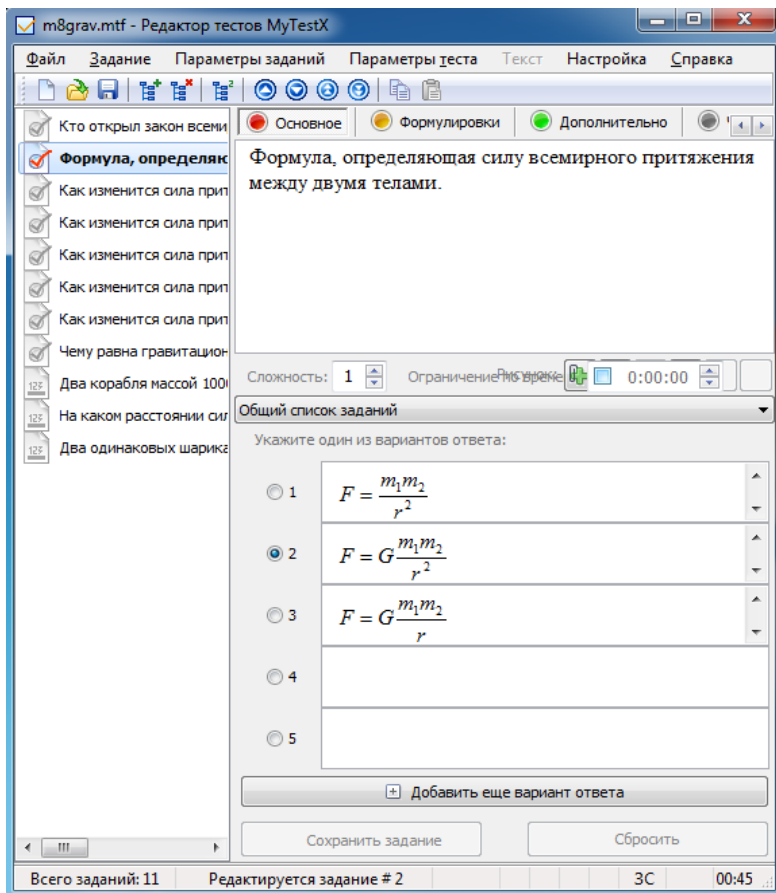 m8grav.mtf - Редактор тестов MyTestX
Файл Задание Параметры заданий Параметры теста Текст Настройка Справка
Основное Формулировки Дополнительно
Кто открыл закон всеми
Формула, определяю
Как изменится сила прит
Как изменится сила прит
Как изменится сила прит
Как изменится сила прит
Как изменится сила прит
Чему равна гравитацион
Два корабля массой 100
На каком расстоянии сил
Два одинаковых шарика
Формула, определяющая силу всемирного притяжения
между двумя телами.
Сложность: 1 Ограничение по време 0:00:00
Общий список заданий
Укажите один из вариантов ответа:
1 F = m₁m₂ / r²
2 F = G m₁m₂ / r²
3 F = G m₁m₂ / r
4
5
Добавить еще вариант ответа
Сохранить задание Сбросить
Всего заданий: 11 Редактируется задание # 2 ЗС 00:45